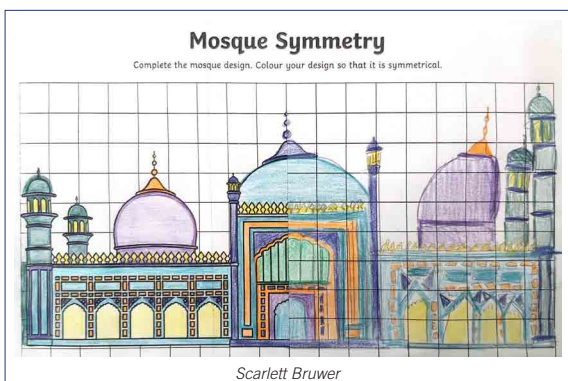 Mosque Symmetry
Complete the mosque design. Colour your design so that it is symmetrical.
Scarlett Bruwer